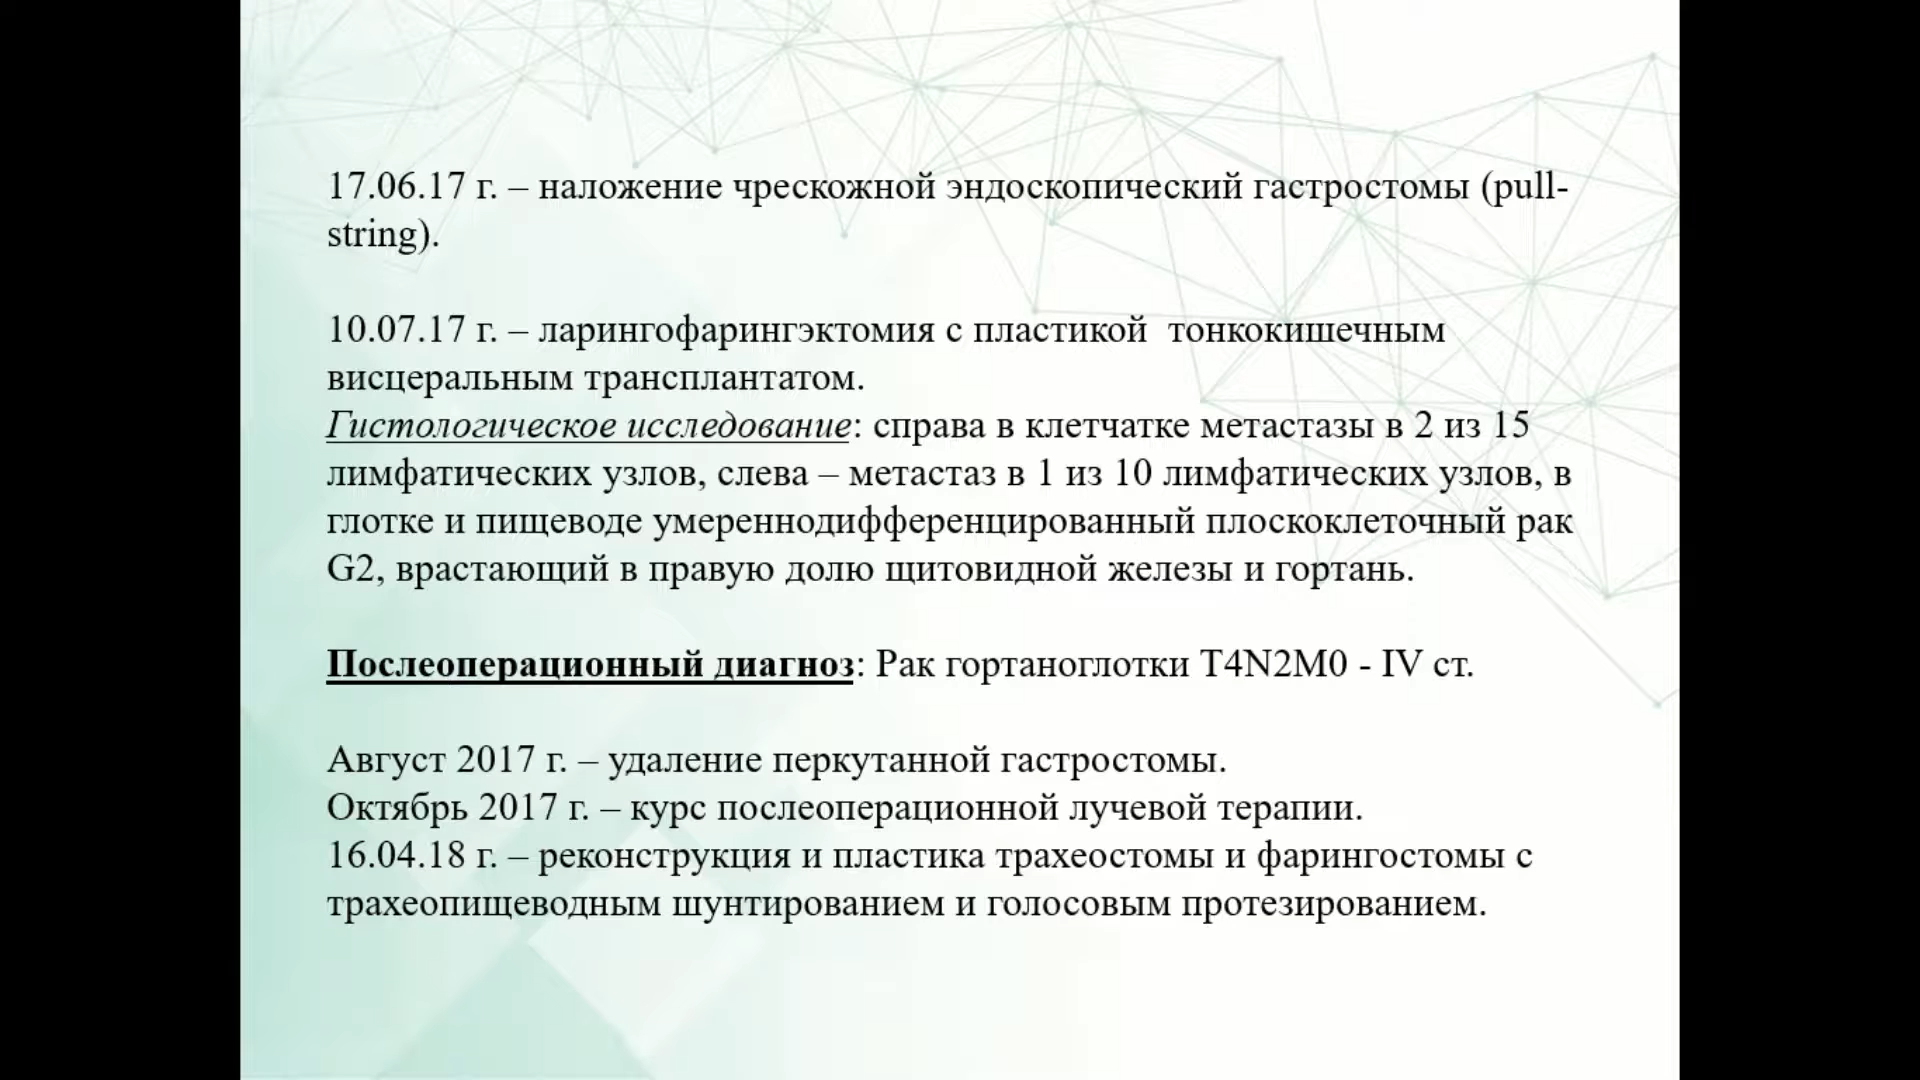 17.06.17 г. – наложение чрескожной эндоскопический гастростомы (pull-
string).
10.07.17 г. – ларингофарингэктомия с пластикой  тонкокишечным
висцеральным трансплантатом.
Гистологическое исследование: справа в клетчатке метастазы в 2 из 15
лимфатических узлов, слева – метастаз в 1 из 10 лимфатических узлов, в
глотке и пищеводе умереннодифференцированный плоскоклеточный рак
G2, врастающий в правую долю щитовидной железы и гортань.
Послеоперационный диагноз: Рак гортаноглотки T4N2M0 - IV ст.
Август 2017 г. – удаление перкутанной гастростомы.
Октябрь 2017 г. – курс послеоперационной лучевой терапии.
16.04.18 г. – реконструкция и пластика трахеостомы и фарингостомы с
трахеопищеводным шунтированием и голосовым протезированием.